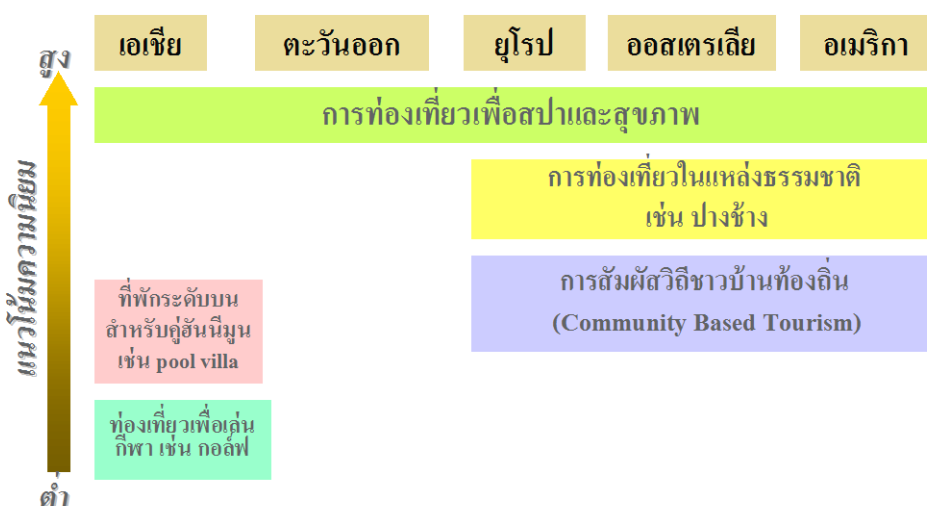 เอเชีย
ตะวันออก
ยุโรป
ออสเตรเลีย
อเมริกา
สูง
การท่องเที่ยวเพื่อสปาและสุขภาพ
การท่องเที่ยวในแหล่งธรรมชาติ
เช่น ปางช้าง
การสัมผัสวิถีชาวบ้านท้องถิ่น
(Community Based Tourism)
ที่พักระดับบน
สำหรับคู่ฮันนีมูน
เช่น pool villa
ท่องเที่ยวเพื่อเล่น
กีฬา เช่น กอล์ฟ
แนวโน้มความนิยม
ต่ำ